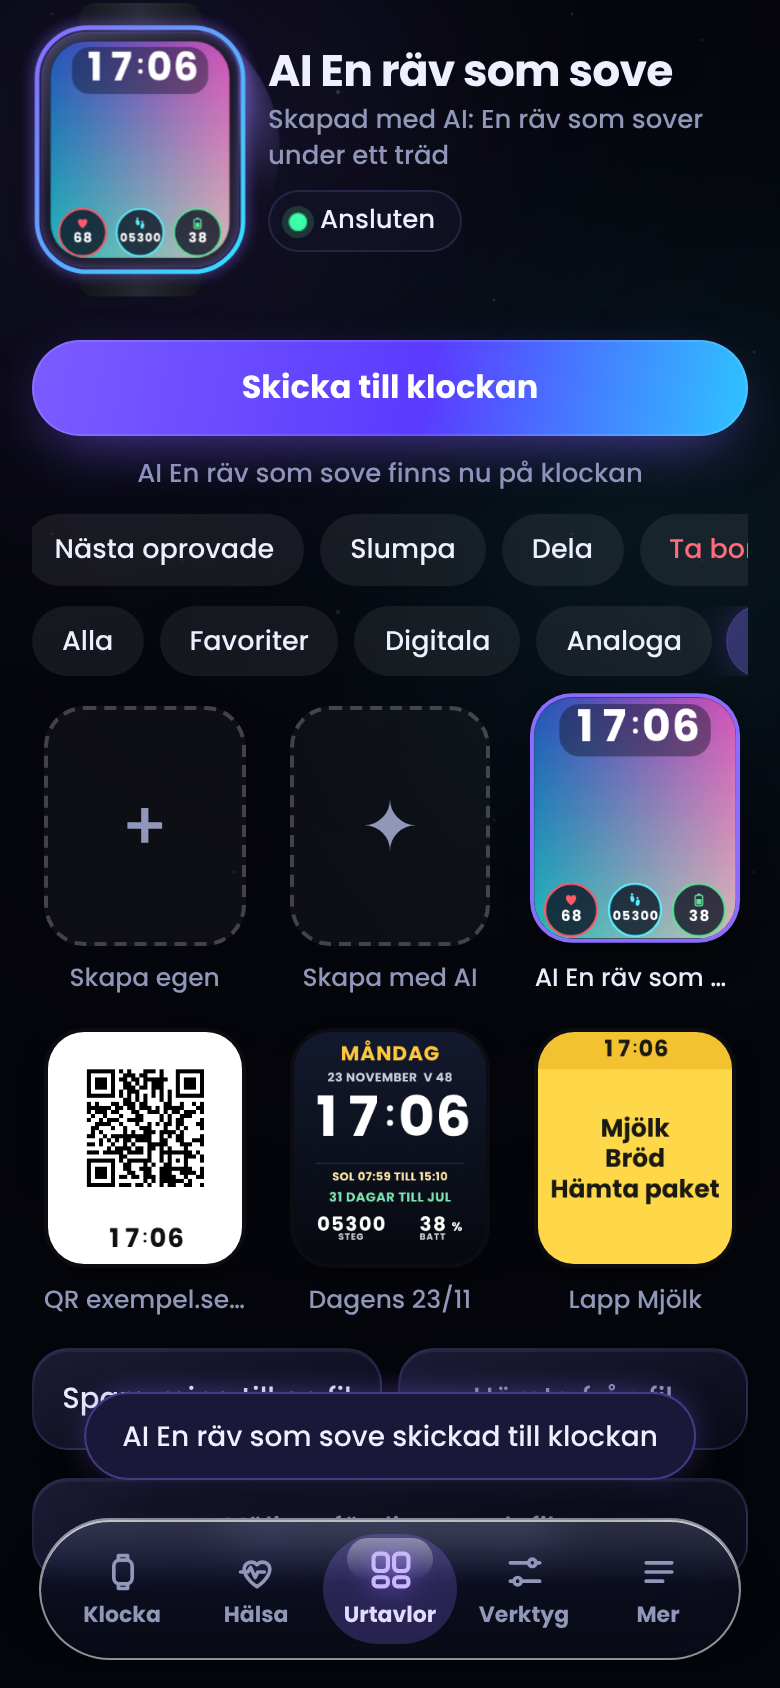 17:06
68
05300
38
AI En räv som sove
Skapad med AI: En räv som sover
under ett träd
Ansluten
Skicka till klockan
AI En räv som sove finns nu på klockan
Nästa oprovade
Slumpa
Dela
Ta bor
Alla
Favoriter
Digitala
Analoga
17:06
68
05300
38
Skapa egen
Skapa med AI
AI En räv som ...
17:06
MÅNDAG
23 NOVEMBER V 48
17:06
SOL 07:59 TILL 15:10
31 DAGAR TILL JUL
05300
STEG
38 %
BATT
17:06
Mjölk
Bröd
Hämta paket
QR exempel.se...
Dagens 23/11
Lapp Mjölk
AI En räv som sove skickad till klockan
Klocka
Hälsa
Urtavlor
Verktyg
Mer